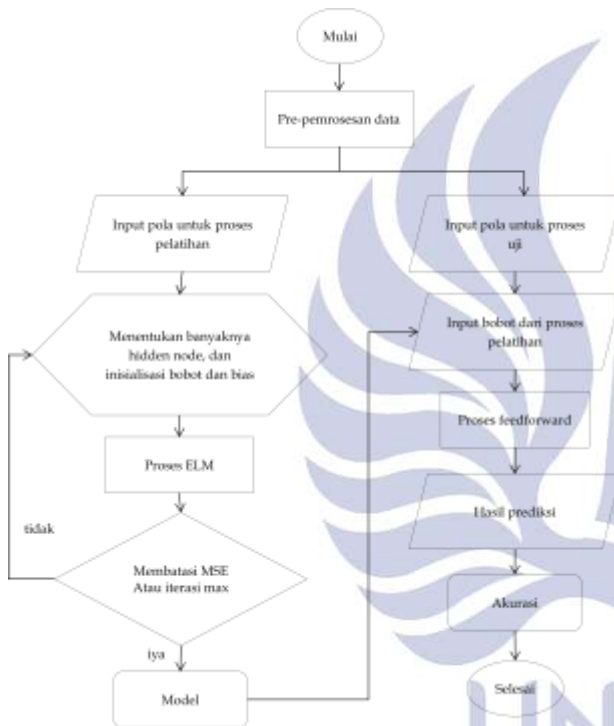 Mulai
Pre-pemrosesan data
Input pola untuk proses
pelatihan
Input pola untuk proses
uji
Menentukan banyaknya
hidden node, dan
inisialisasi bobot dan bias
Input bobot dari proses
pelatihan
Proses feedforward
Proses ELM
Hasil prediksi
tidak
Membatasi MSE
Atau iterasi max
Akurasi
iya
Model
Selesai